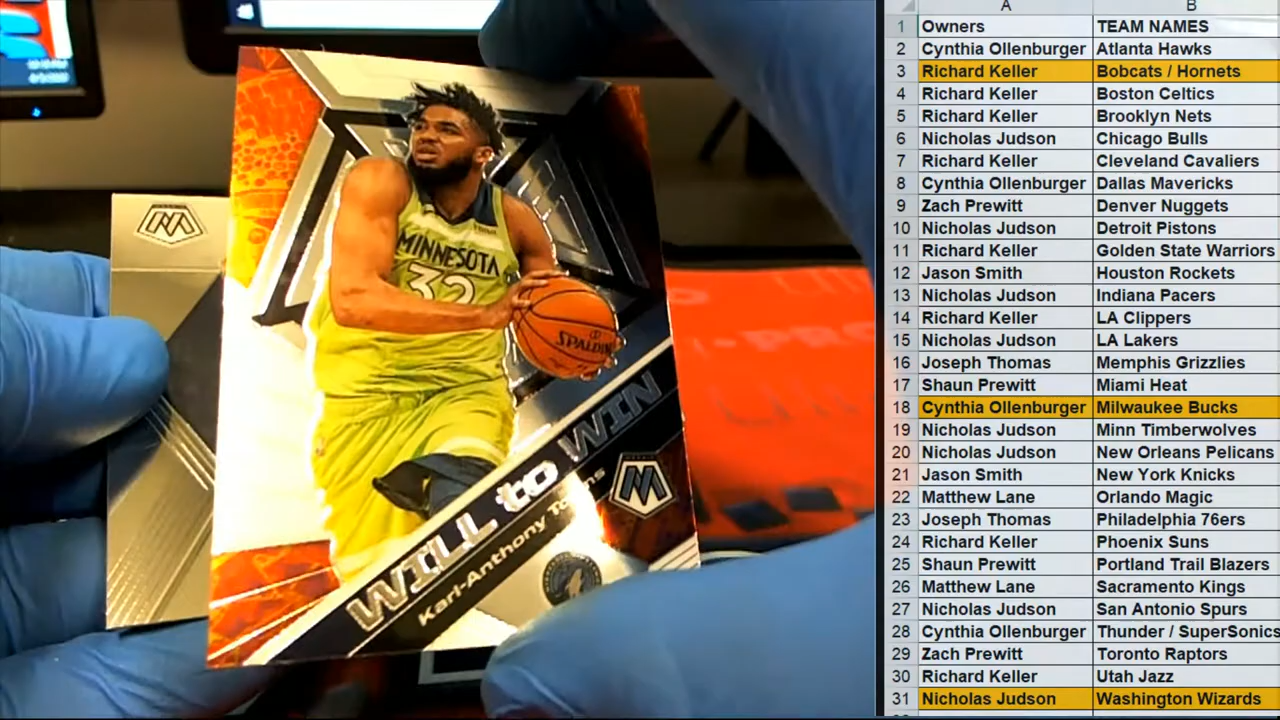 MINNESOTA
32
SPALDING
WILL to WIN
Karl-Anthony Towns
A B
1 Owners TEAM NAMES
2 Cynthia Ollenburger Atlanta Hawks
3 Richard Keller Bobcats / Hornets
4 Richard Keller Boston Celtics
5 Richard Keller Brooklyn Nets
6 Nicholas Judson Chicago Bulls
7 Richard Keller Cleveland Cavaliers
8 Cynthia Ollenburger Dallas Mavericks
9 Zach Prewitt Denver Nuggets
10 Nicholas Judson Detroit Pistons
11 Richard Keller Golden State Warriors
12 Jason Smith Houston Rockets
13 Nicholas Judson Indiana Pacers
14 Richard Keller LA Clippers
15 Nicholas Judson LA Lakers
16 Joseph Thomas Memphis Grizzlies
17 Shaun Prewitt Miami Heat
18 Cynthia Ollenburger Milwaukee Bucks
19 Nicholas Judson Minn Timberwolves
20 Nicholas Judson New Orleans Pelicans
21 Jason Smith New York Knicks
22 Matthew Lane Orlando Magic
23 Joseph Thomas Philadelphia 76ers
24 Richard Keller Phoenix Suns
25 Shaun Prewitt Portland Trail Blazers
26 Matthew Lane Sacramento Kings
27 Nicholas Judson San Antonio Spurs
28 Cynthia Ollenburger Thunder / SuperSonics
29 Zach Prewitt Toronto Raptors
30 Richard Keller Utah Jazz
31 Nicholas Judson Washington Wizards